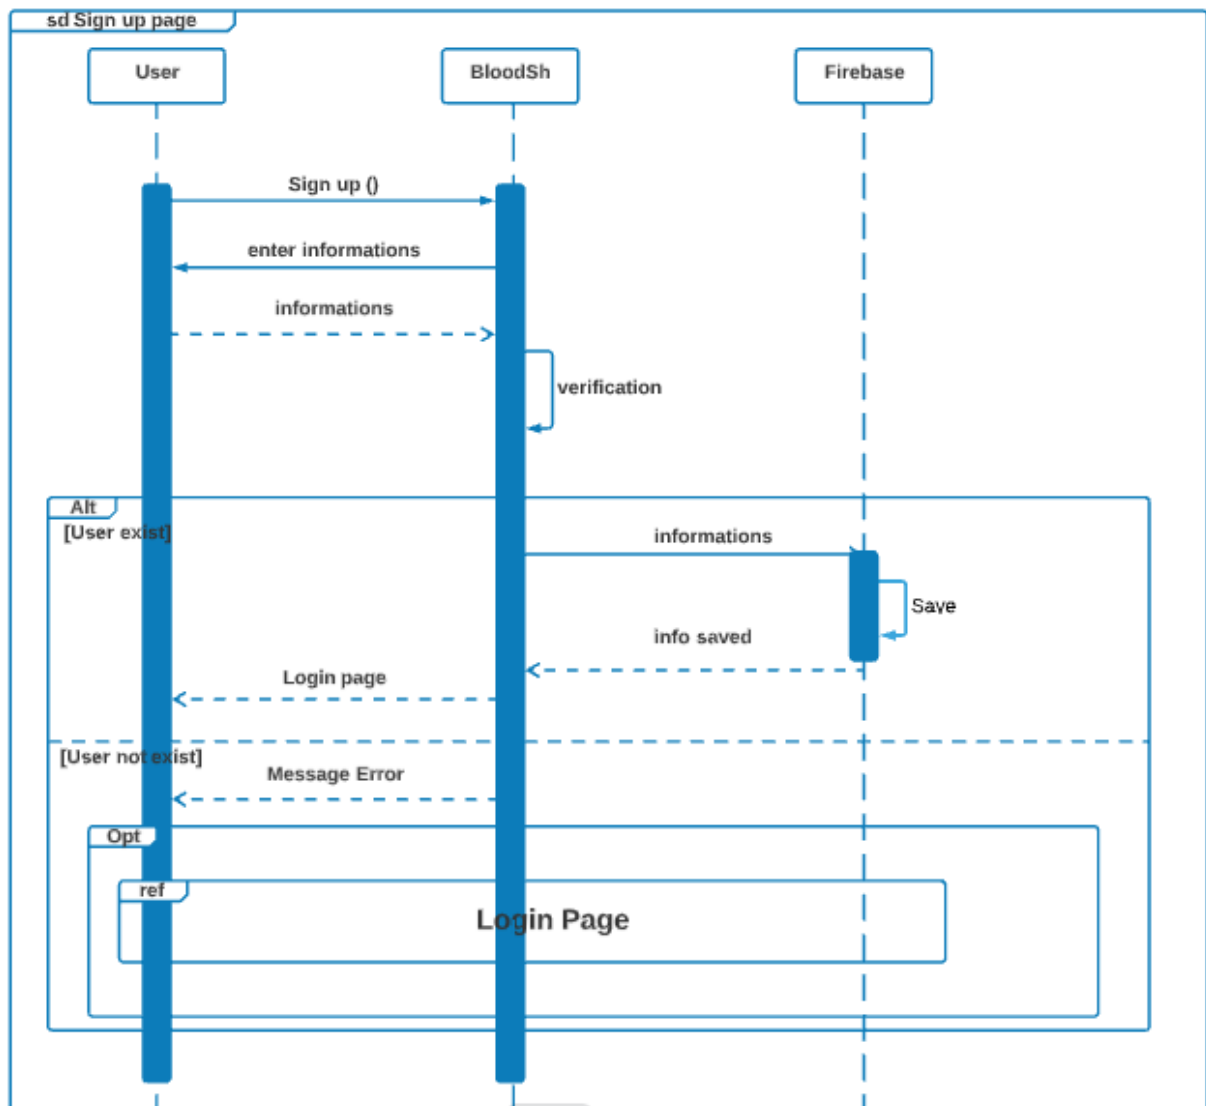 sd Sign up page
User
BloodSh
Firebase
Sign up ()
enter informations
informations
verification
Alt
[User exist]
informations
Save
info saved
Login page
[User not exist]
Message Error
Opt
ref
Login Page